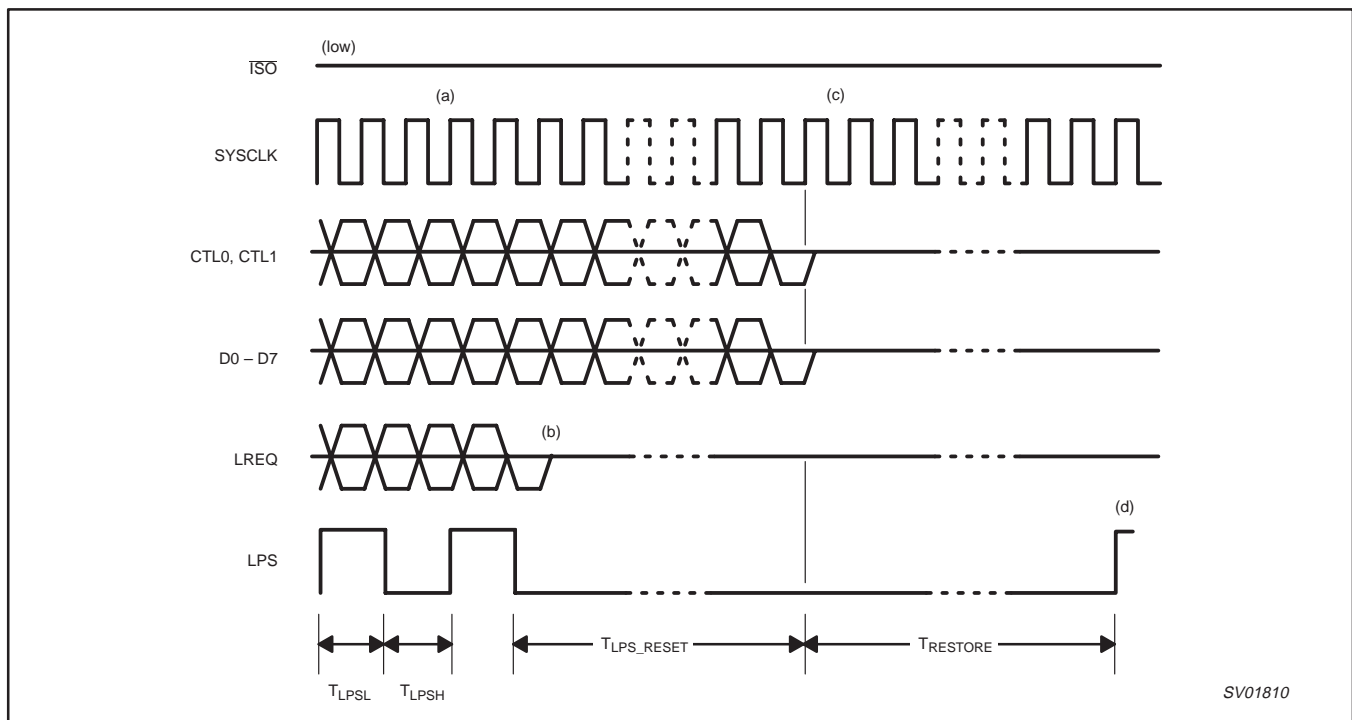 (low)
ISO
(a)
(c)
SYSCLK
CTL0, CTL1
D0 – D7
(b)
LREQ
(d)
LPS
TLPS_RESET
TRESTORE
TLPSL
TLPSH
SV01810